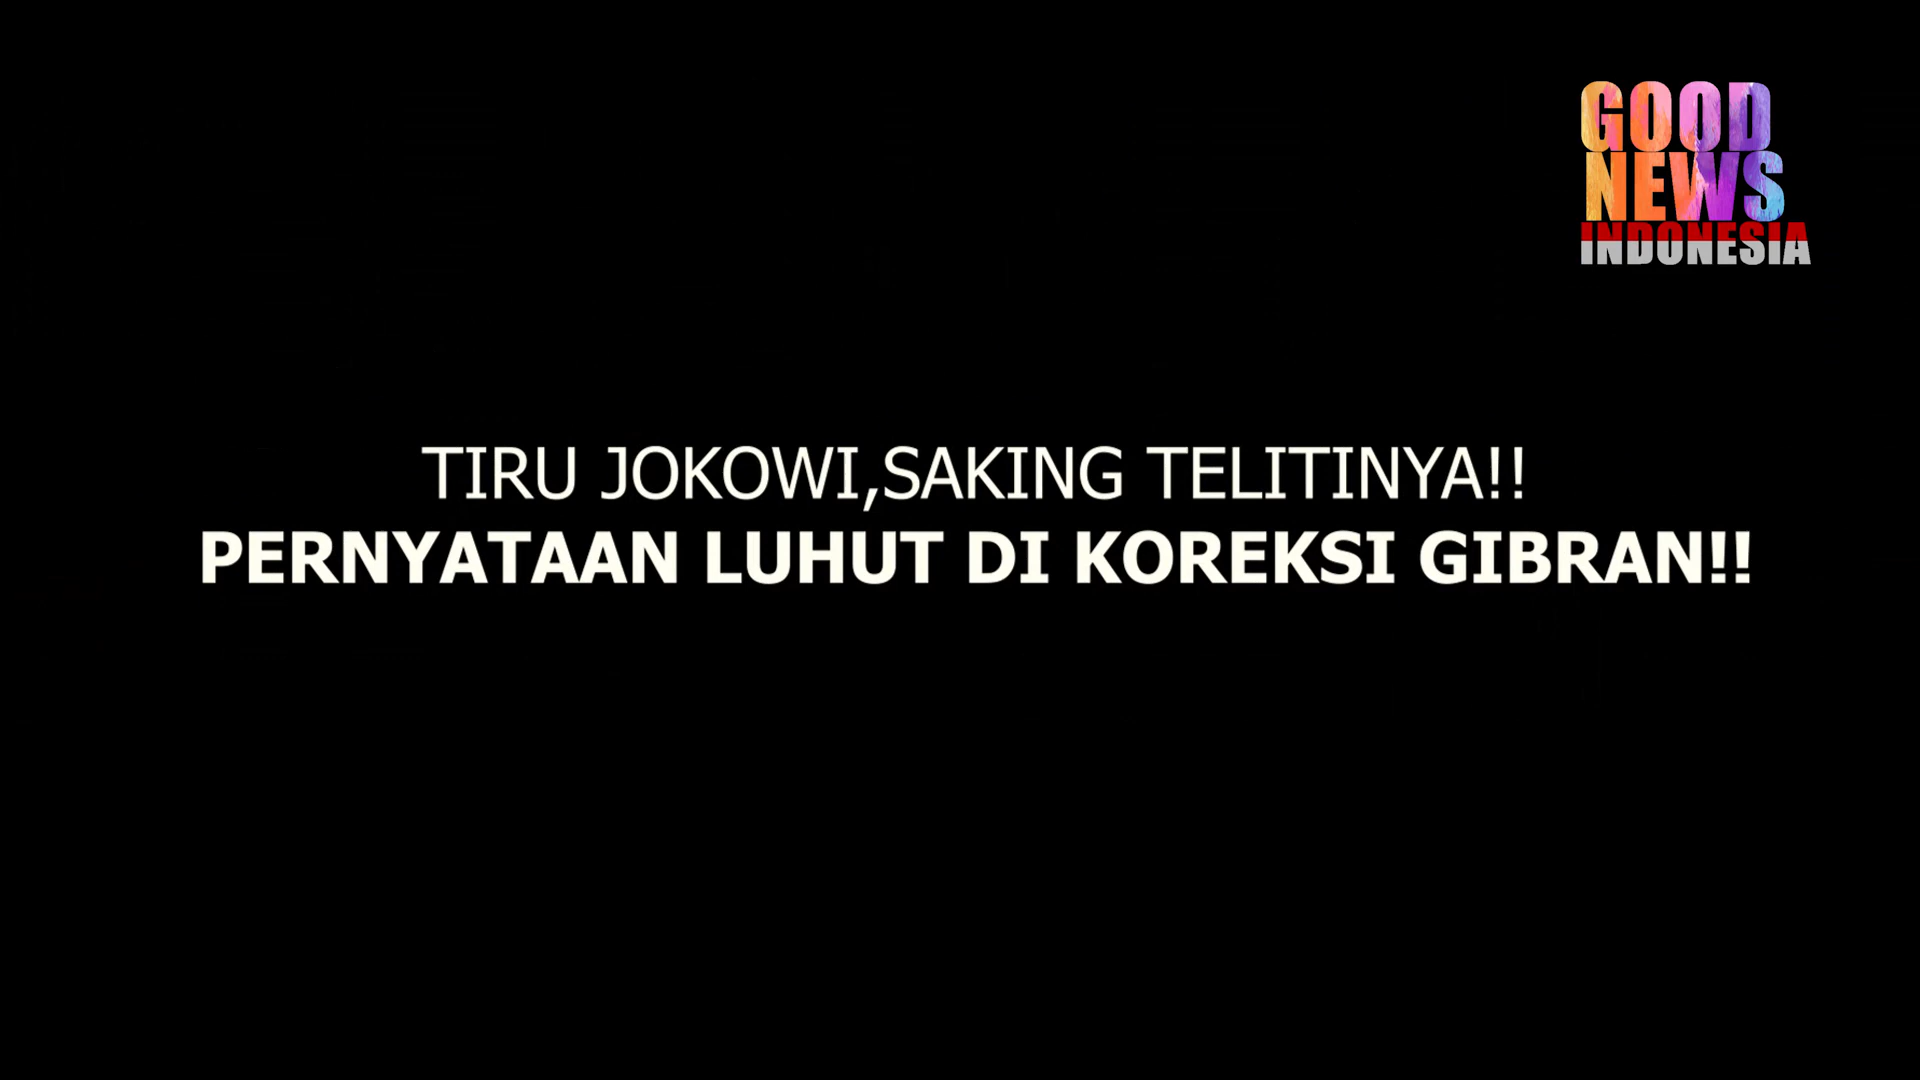 GOOD
NEWS
INDONESIA
TIRU JOKOWI,SAKING TELITINYA!!
PERNYATAAN LUHUT DI KOREKSI GIBRAN!!